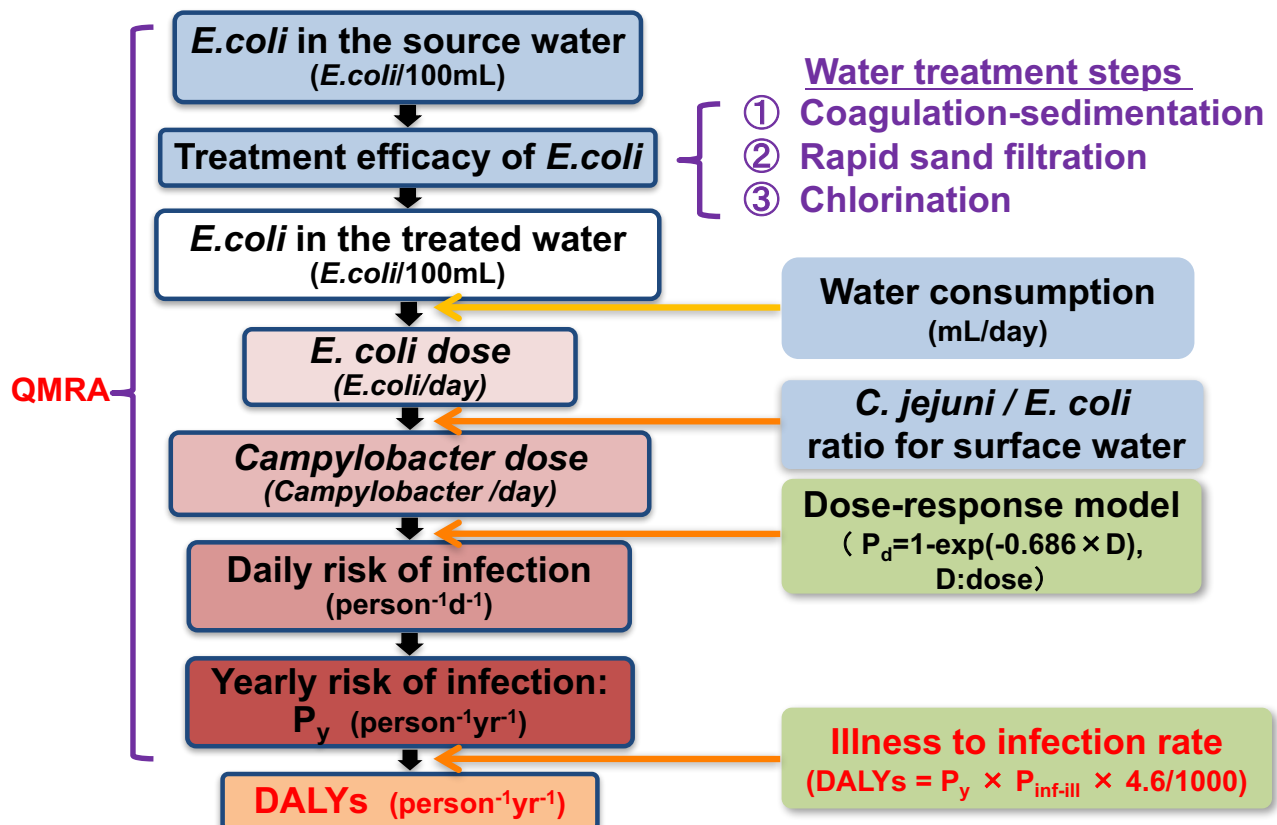 E.coli in the source water
(E.coli/100mL)
Water treatment steps
① Coagulation-sedimentation
② Rapid sand filtration
③ Chlorination
Treatment efficacy of E.coli
E.coli in the treated water
(E.coli/100mL)
Water consumption
(mL/day)
E. coli dose
(E.coli/day)
QMRA
C. jejuni / E. coli
ratio for surface water
Campylobacter dose
(Campylobacter /day)
Dose-response model
（ Pd=1-exp(-0.686×D),
D:dose）
Daily risk of infection
(person-1d-1)
Yearly risk of infection:
Py (person-1yr-1)
Illness to infection rate
(DALYs = Py × Pinf-ill × 4.6/1000)
DALYs (person-1yr-1)